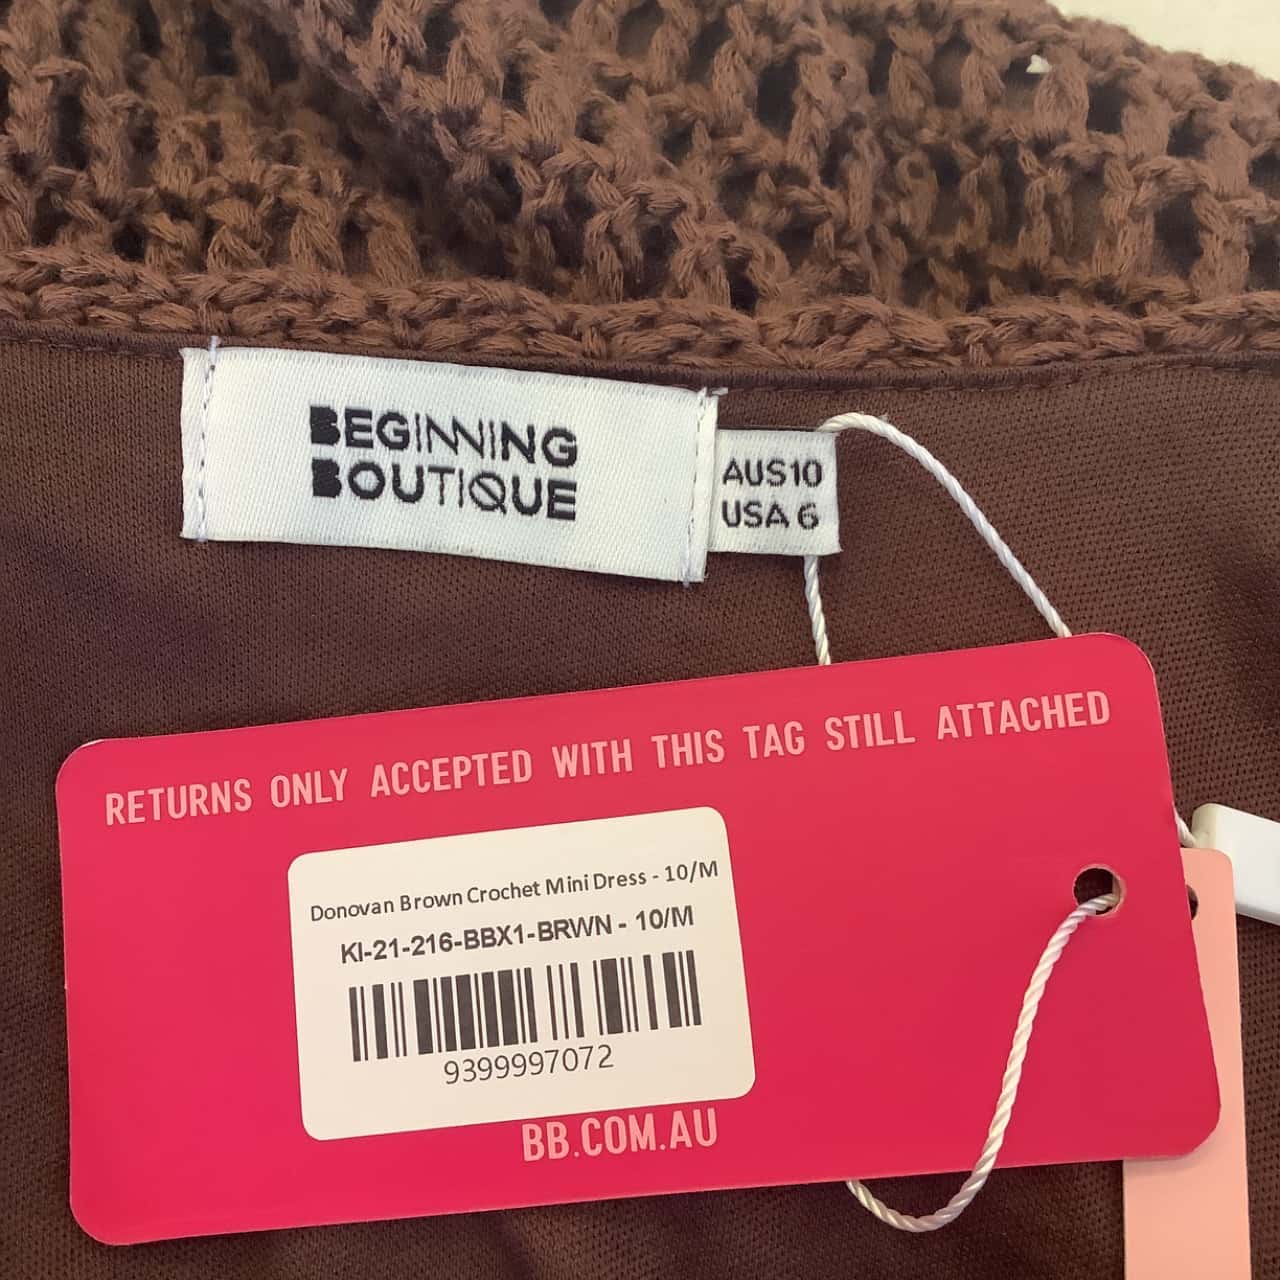 BEGINNING
BOUTIQUE
AUS10
USA 6
RETURNS ONLY ACCEPTED WITH THIS TAG STILL ATTACHED
Donovan Brown Crochet Mini Dress - 10/M
KI-21-216-BBX1-BRWN - 10/M
9399997072
BB.COM.AU